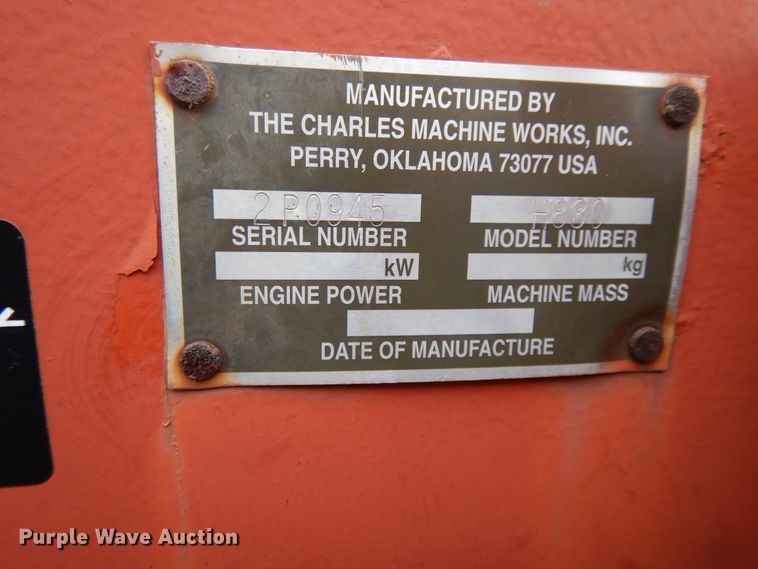 MANUFACTURED BY
THE CHARLES MACHINE WORKS, INC.
PERRY, OKLAHOMA 73077 USA
2P0945 H830
SERIAL NUMBER MODEL NUMBER
kW kg
ENGINE POWER MACHINE MASS
DATE OF MANUFACTURE
Purple Wave Auction